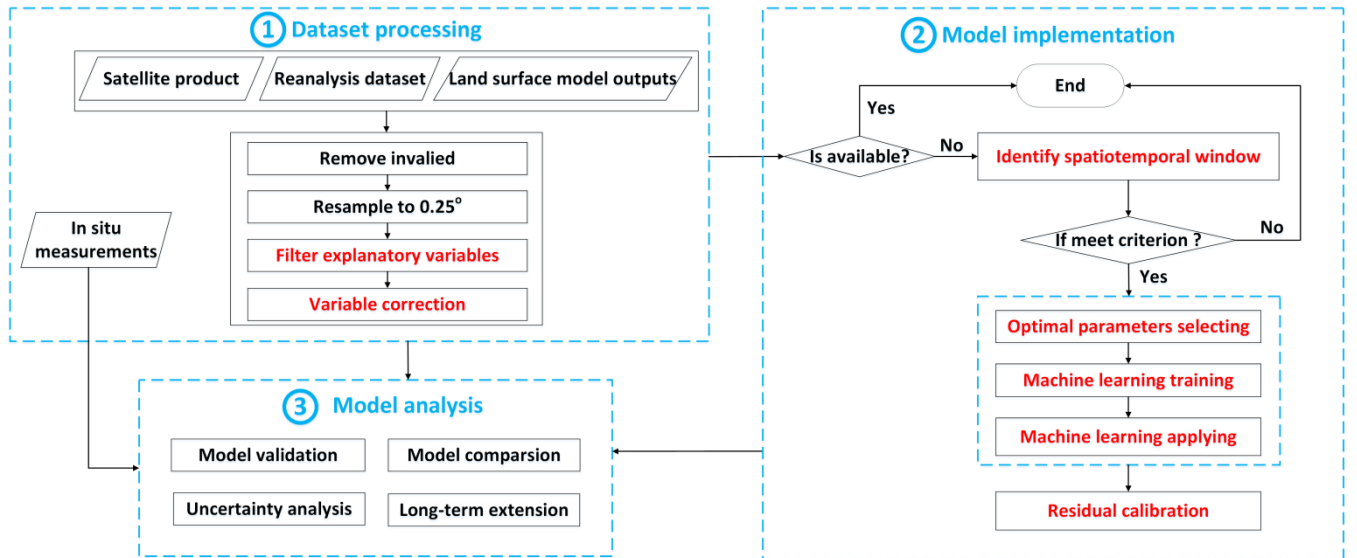 1 Dataset processing
Satellite product
Reanalysis dataset
Land surface model outputs
Remove invalied
Resample to 0.25°
Filter explanatory variables
Variable correction
In situ
measurements
2 Model implementation
End
Yes
Is available?
No
Identify spatiotemporal window
If meet criterion ?
No
Yes
Optimal parameters selecting
Machine learning training
Machine learning applying
Residual calibration
3 Model analysis
Model validation
Model comparsion
Uncertainty analysis
Long-term extension